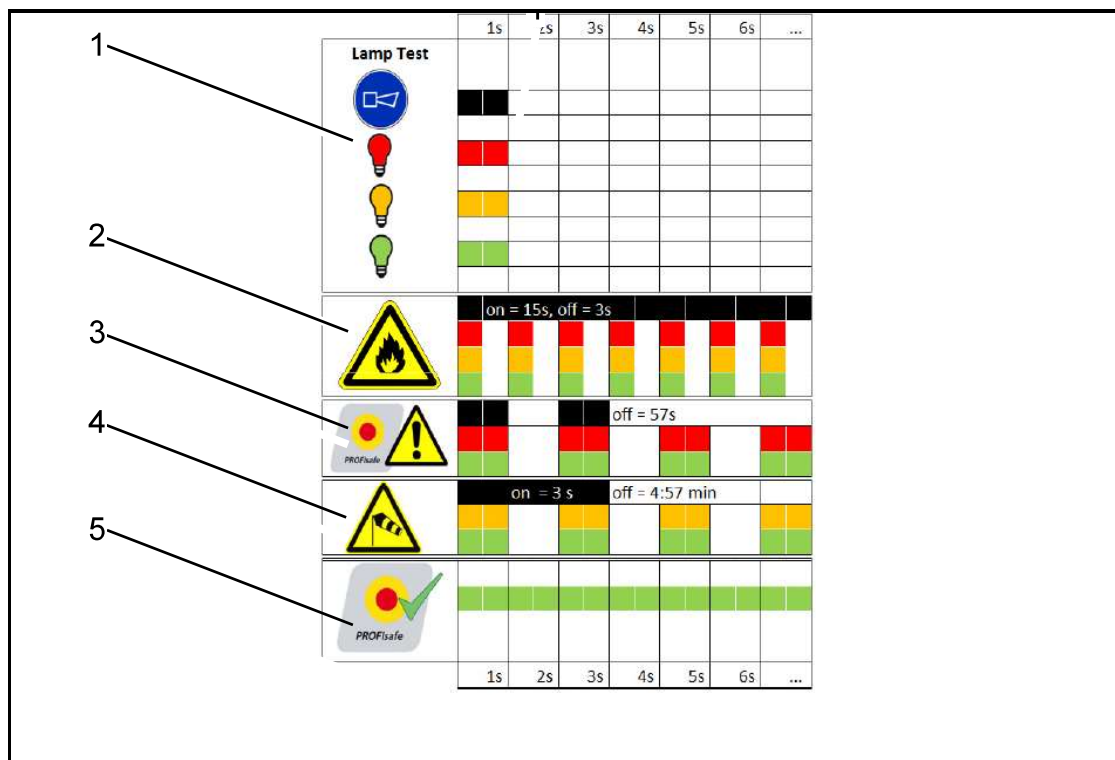 1s 2s 3s 4s 5s 6s ...
1
Lamp Test
2
on = 15s, off = 3s
3
off = 57s
PROFIsafe
4
on = 3 s off = 4:57 min
5
PROFIsafe
1s 2s 3s 4s 5s 6s ...